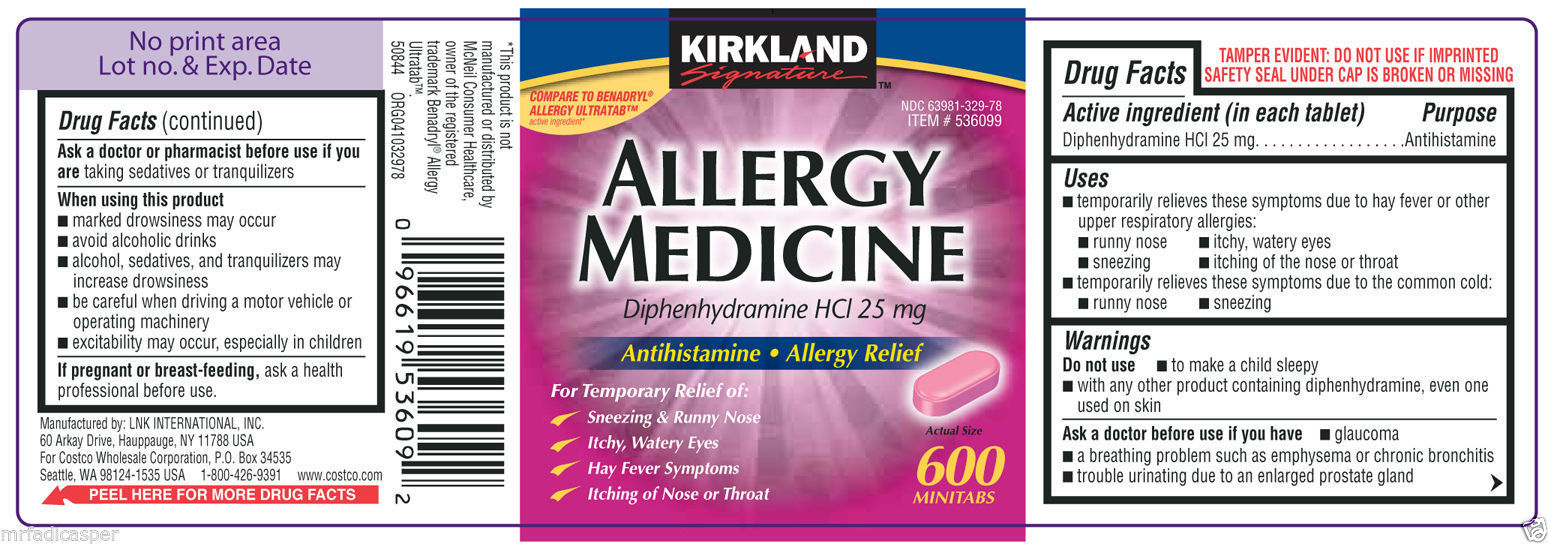 No print area
Lot no. & Exp. Date
Drug Facts (continued)
Ask a doctor or pharmacist before use if you
are taking sedatives or tranquilizers
When using this product
■ marked drowsiness may occur
■ avoid alcoholic drinks
■ alcohol, sedatives, and tranquilizers may
increase drowsiness
■ be careful when driving a motor vehicle or
operating machinery
■ excitability may occur, especially in children
If pregnant or breast-feeding, ask a health
professional before use.
Manufactured by: LNK INTERNATIONAL, INC.
60 Arkay Drive, Hauppauge, NY 11788 USA
For Costco Wholesale Corporation, P.O. Box 34535
Seattle, WA 98124-1535 USA 1-800-426-9391 www.costco.com
PEEL HERE FOR MORE DRUG FACTS
*This product is not
manufactured or distributed by
McNeil Consumer Healthcare,
owner of the registered
trademark Benadryl® Allergy
Ultratab™
50844 ORG041032978
0 96619 53609 2
KIRKLAND
Signature™
COMPARE TO BENADRYL®
ALLERGY ULTRATAB™
active ingredient*
NDC 63981-329-78
ITEM # 536099
ALLERGY
MEDICINE
Diphenhydramine HCl 25 mg
Antihistamine • Allergy Relief
For Temporary Relief of:
Sneezing & Runny Nose
Itchy, Watery Eyes
Hay Fever Symptoms
Itching of Nose or Throat
Actual Size
600
MINITABS
TAMPER EVIDENT: DO NOT USE IF IMPRINTED
SAFETY SEAL UNDER CAP IS BROKEN OR MISSING
Drug Facts
Active ingredient (in each tablet) Purpose
Diphenhydramine HCl 25 mg. . . . . . . . . . . . . . . . . .Antihistamine
Uses
■ temporarily relieves these symptoms due to hay fever or other
upper respiratory allergies:
■ runny nose ■ itchy, watery eyes
■ sneezing ■ itching of the nose or throat
■ temporarily relieves these symptoms due to the common cold:
■ runny nose ■ sneezing
Warnings
Do not use ■ to make a child sleepy
■ with any other product containing diphenhydramine, even one
used on skin
Ask a doctor before use if you have ■ glaucoma
■ a breathing problem such as emphysema or chronic bronchitis
■ trouble urinating due to an enlarged prostate gland
mrfadicasper